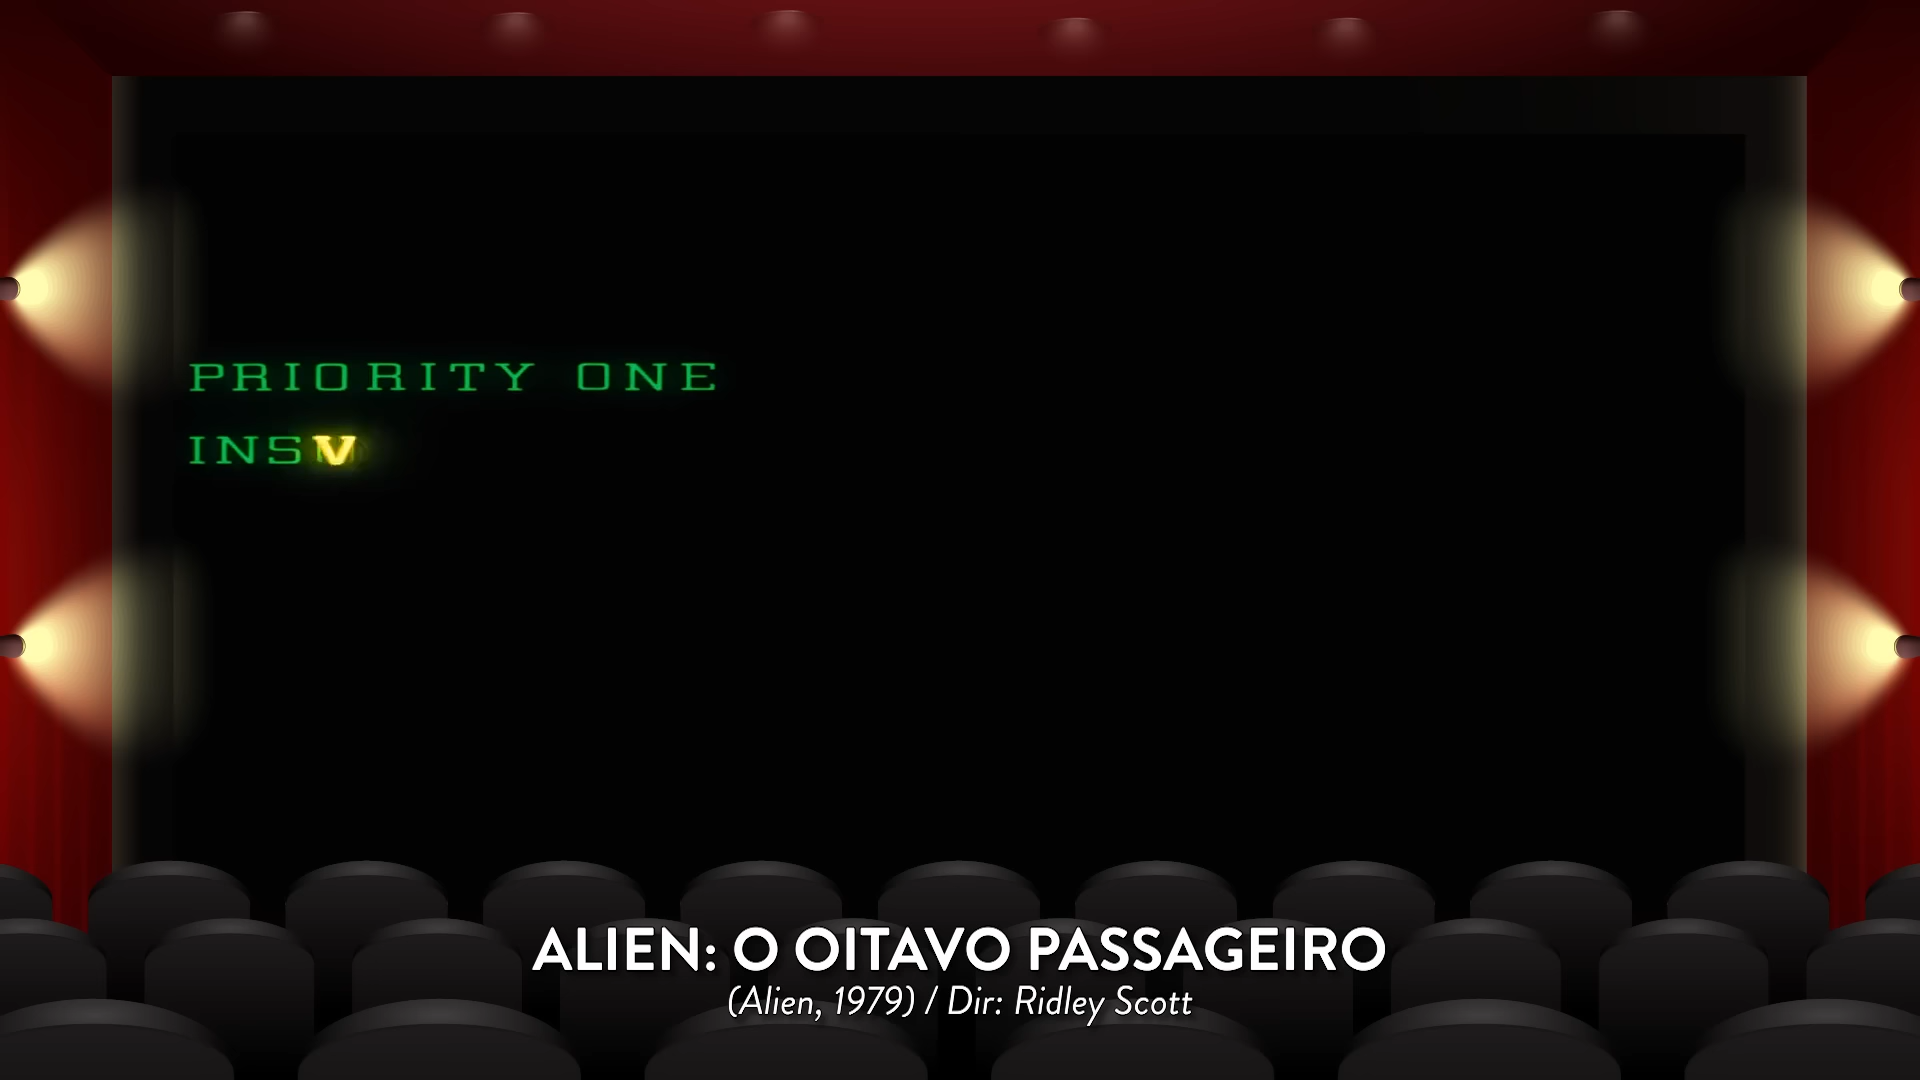 PRIORITY ONE
INSV
ALIEN: O OITAVO PASSAGEIRO
(Alien, 1979) / Dir: Ridley Scott